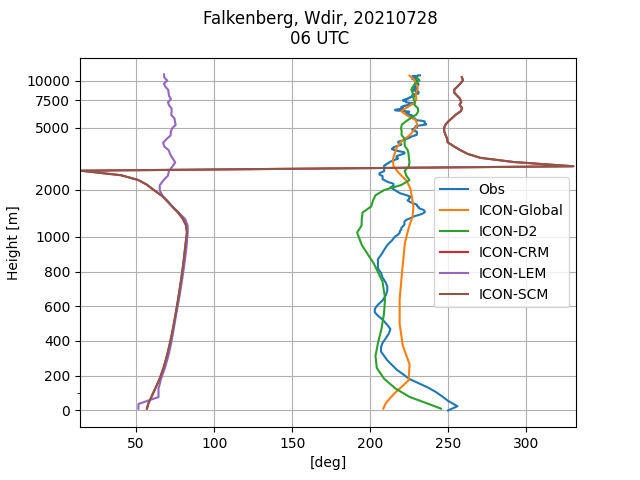 Falkenberg, Wdir, 20210728
06 UTC
10000
7500
5000
2000
1000
800
600
400
200
0
Height [m]
50
100
150
200
250
300
[deg]
Obs
ICON-Global
ICON-D2
ICON-CRM
ICON-LEM
ICON-SCM